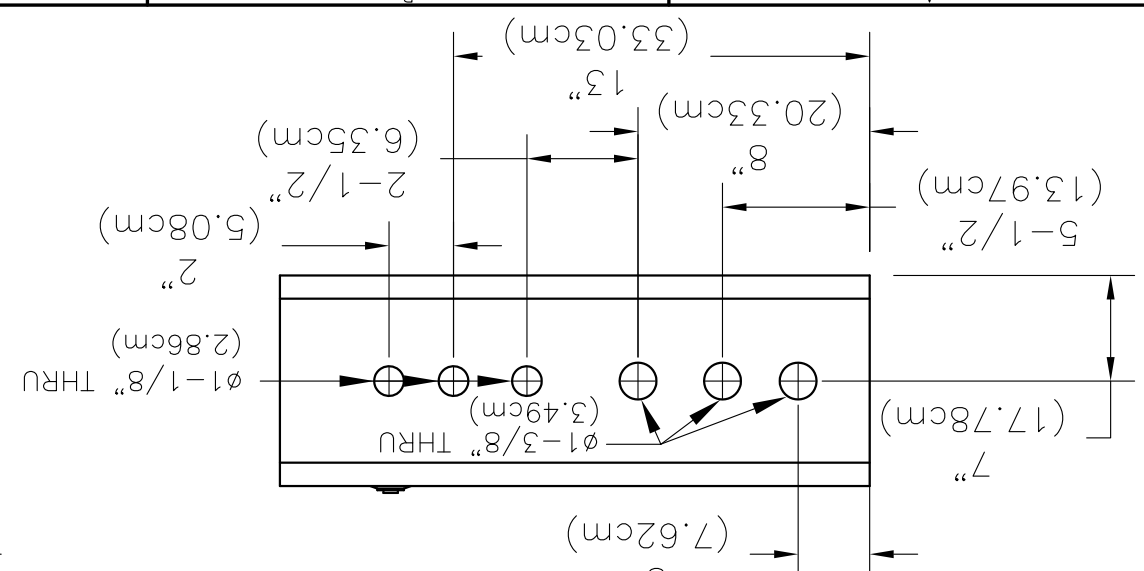 (7.62cm)
7"
(17.78cm)
ø1-3/8" THRU
(3.49cm)
ø1-1/8" THRU
(2.86cm)
2"
(5.08cm)
5-1/2"
(13.97cm)
2-1/2"
(6.35cm)
8"
(20.33cm)
13"
(33.03cm)